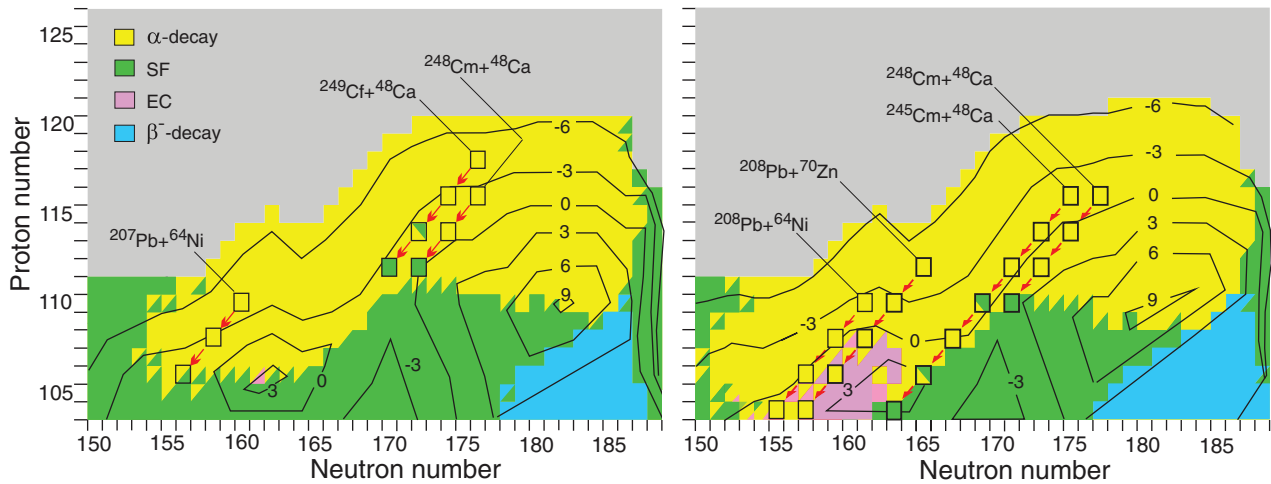 α-decay
SF
EC
β⁻-decay
²⁴⁸Cm+⁴⁸Ca
²⁴⁹Cf+⁴⁸Ca
²⁰⁷Pb+⁶⁴Ni
-6
-3
0
3
6
9
3
0
-3
125
120
115
110
105
Proton number
150 155 160 165 170 175 180 185
Neutron number
²⁴⁸Cm+⁴⁸Ca
²⁴⁵Cm+⁴⁸Ca
²⁰⁸Pb+⁷⁰Zn
²⁰⁸Pb+⁶⁴Ni
-6
-3
0
3
6
9
-3
0
3
-3
150 155 160 165 170 175 180 185
Neutron number